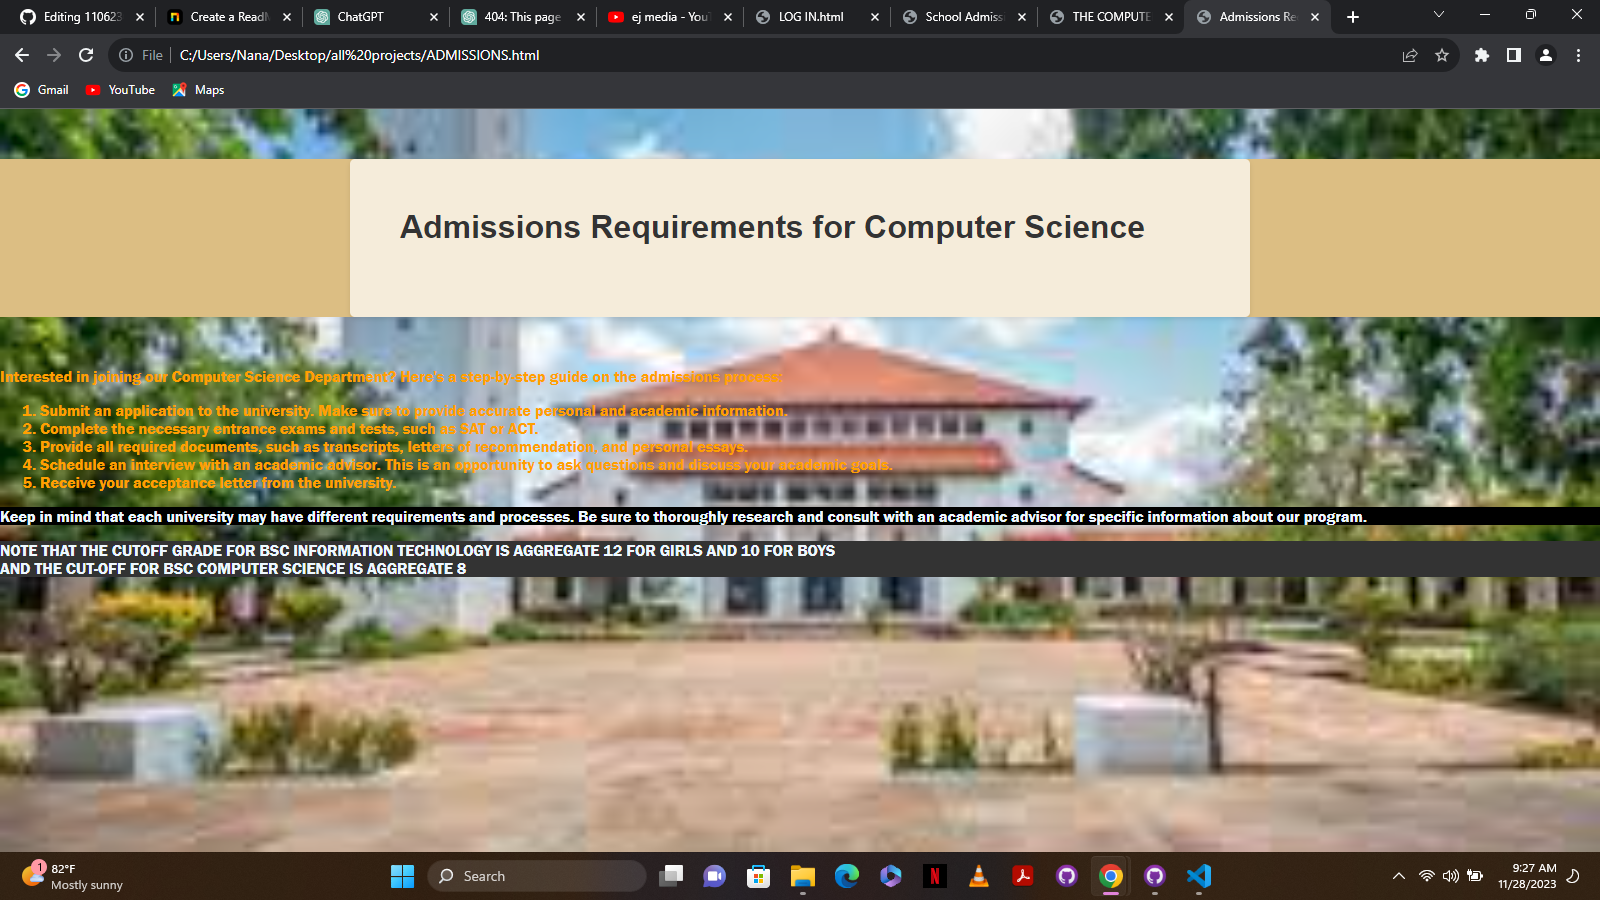 Editing 110623
Create a ReadM
ChatGPT
404: This page
ej media - YouT
LOG IN.html
School Admiss
THE COMPUTE
Admissions Re
File
C:/Users/Nana/Desktop/all%20projects/ADMISSIONS.html
Gmail
YouTube
Maps
Admissions Requirements for Computer Science
Interested in joining our Computer Science Department? Here's a step-by-step guide on the admissions process:
1. Submit an application to the university. Make sure to provide accurate personal and academic information.
2. Complete the necessary entrance exams and tests, such as SAT or ACT.
3. Provide all required documents, such as transcripts, letters of recommendation, and personal essays.
4. Schedule an interview with an academic advisor. This is an opportunity to ask questions and discuss your academic goals.
5. Receive your acceptance letter from the university.
Keep in mind that each university may have different requirements and processes. Be sure to thoroughly research and consult with an academic advisor for specific information about our program.
NOTE THAT THE CUTOFF GRADE FOR BSC INFORMATION TECHNOLOGY IS AGGREGATE 12 FOR GIRLS AND 10 FOR BOYS
AND THE CUT-OFF FOR BSC COMPUTER SCIENCE IS AGGREGATE 8
1
82°F
Mostly sunny
Search
N
9:27 AM
11/28/2023